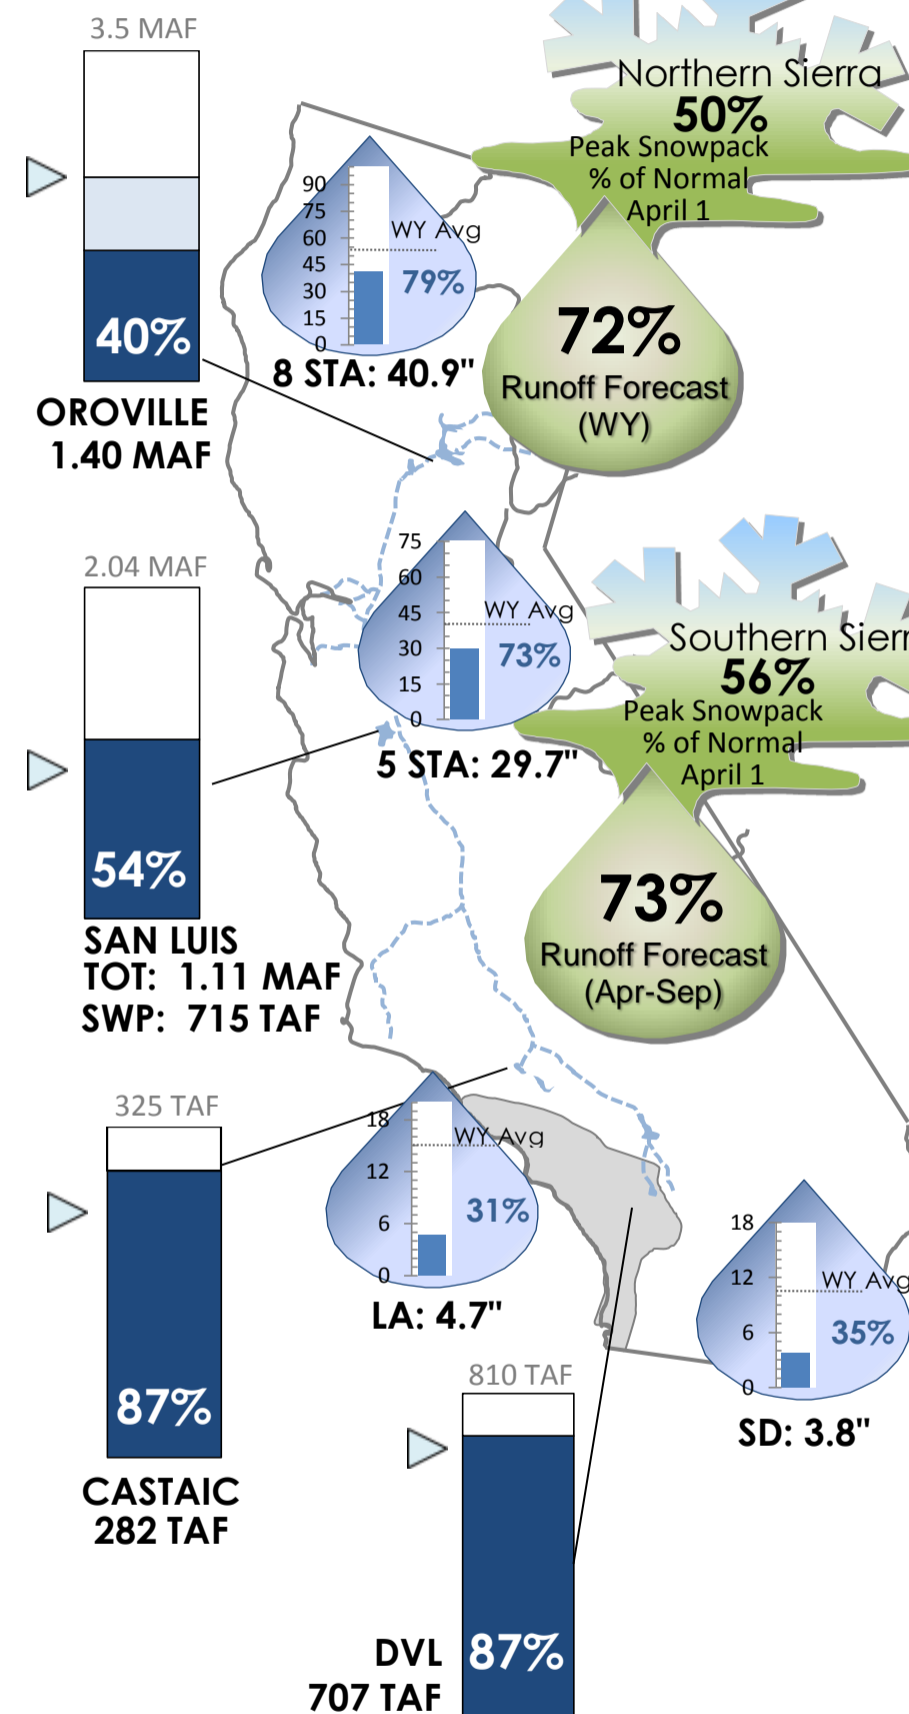 3.5 MAF
40%
OROVILLE
1.40 MAF
90
75
60
45
30
15
0
WY Avg
79%
8 STA: 40.9"
Northern Sierra
50%
Peak Snowpack
% of Normal
April 1
72%
Runoff Forecast
(WY)
2.04 MAF
54%
SAN LUIS
TOT: 1.11 MAF
SWP: 715 TAF
75
60
45
30
15
0
WY Avg
73%
5 STA: 29.7"
Southern Sierr
56%
Peak Snowpack
% of Normal
April 1
73%
Runoff Forecast
(Apr-Sep)
325 TAF
87%
CASTAIC
282 TAF
18
12
6
0
WY Avg
31%
LA: 4.7"
18
12
6
0
WY Avg
35%
SD: 3.8"
810 TAF
87%
DVL
707 TAF